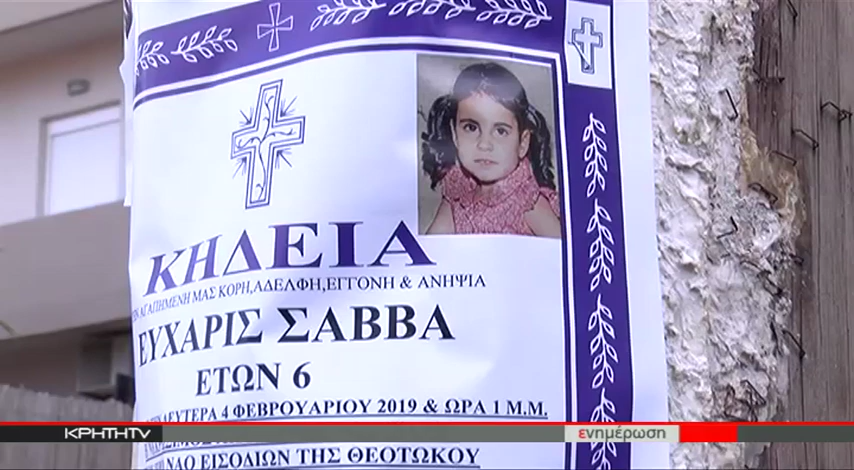 ΚΗΔΕΙΑ
ΑΓΑΠΗΜΕΝΗ ΜΑΣ ΚΟΡΗ,ΑΔΕΛΦΗ,ΕΓΓΟΝΗ & ΑΝΗΨΙΑ
ΕΥΧΑΡΙΣ ΣΑΒΒΑ
ΕΤΩΝ 6
ΔΕΥΤΕΡΑ 4 ΦΕΒΡΟΥΑΡΙΟΥ 2019 & ΩΡΑ 1 Μ.Μ.
ΚΡΗΤΗTV
ενημέρωση
ΝΑΟ ΕΙΣΟΔΙΩΝ ΤΗΣ ΘΕΟΤΟΚΟΥ